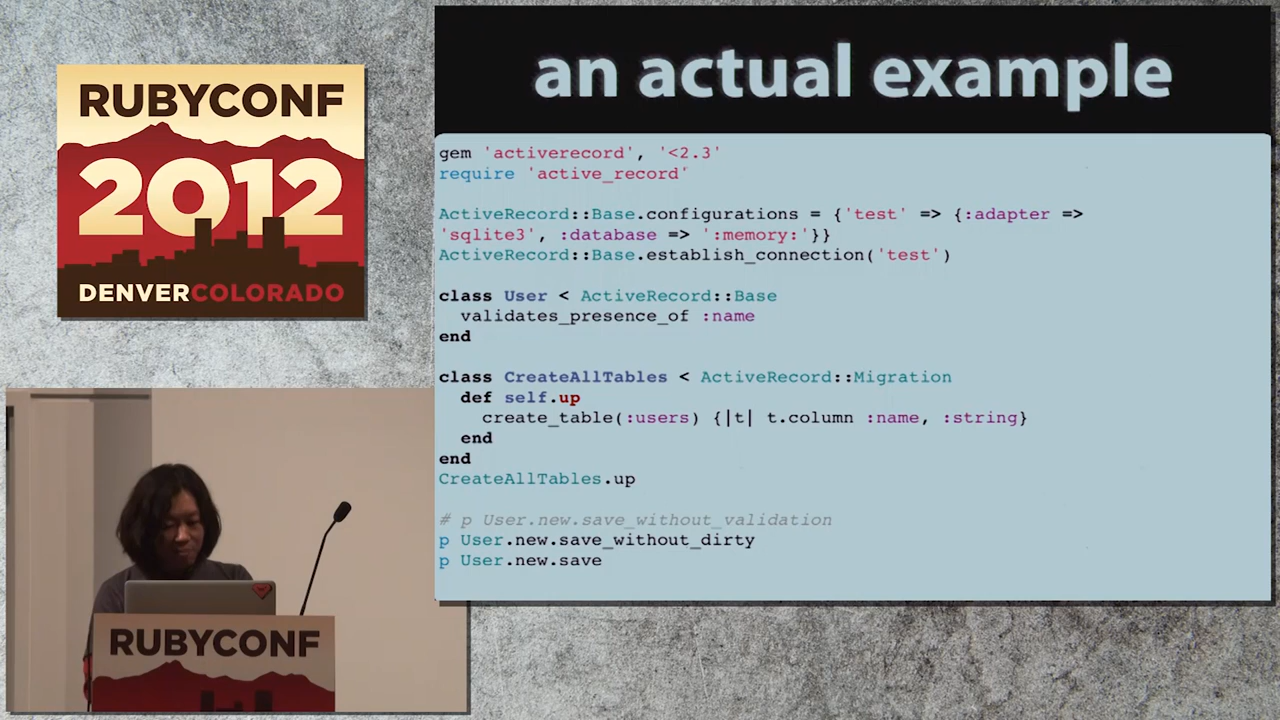 RUBYCONF
2012
DENVERCOLORADO
an actual example
gem 'activerecord', '<2.3'
require 'active_record'
ActiveRecord::Base.configurations = {'test' => {:adapter =>
'sqlite3', :database => ':memory:'}}
ActiveRecord::Base.establish_connection('test')
class User < ActiveRecord::Base
  validates_presence_of :name
end
class CreateAllTables < ActiveRecord::Migration
  def self.up
    create_table(:users) {|t| t.column :name, :string}
  end
end
CreateAllTables.up
# p User.new.save_without_validation
p User.new.save_without_dirty
p User.new.save
RUBYCONF